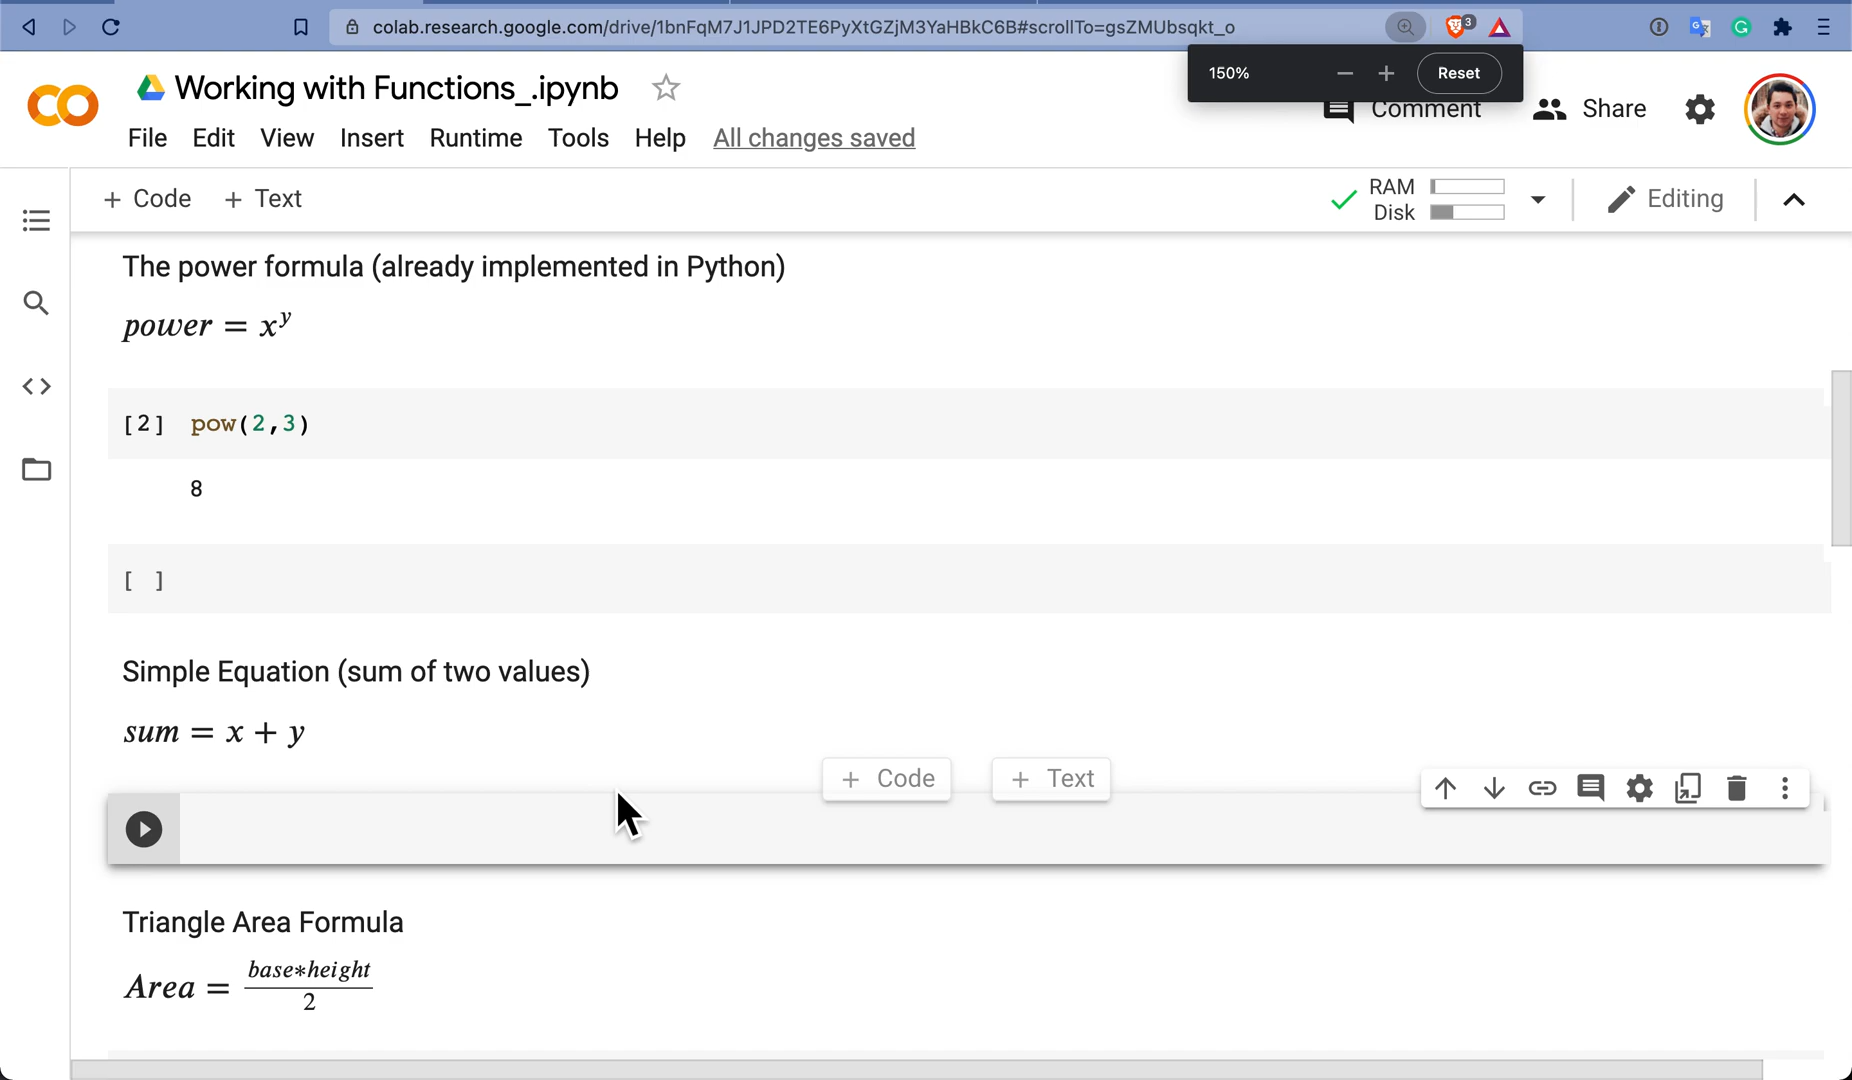 colab.research.google.com/drive/1bnFqM7J1JPD2TE6PyXtGZjM3YaHBkC6B#scrollTo=gsZMUbsqkt_o
3
150%
Reset
Working with Functions_.ipynb
Comment
Share
File Edit View Insert Runtime Tools Help All changes saved
+ Code + Text
RAM
Disk
Editing
The power formula (already implemented in Python)
power = x^y
[2] pow(2,3)
8
[ ]
Simple Equation (sum of two values)
sum = x + y
+ Code + Text
Triangle Area Formula
Area = base*height / 2